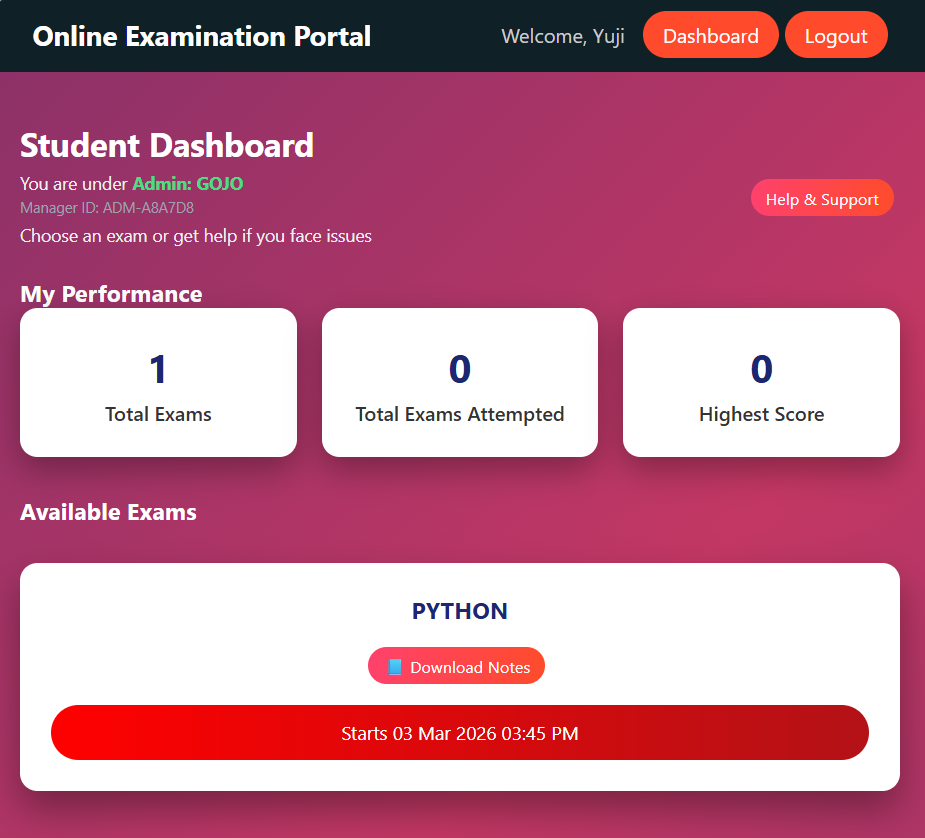 Online Examination Portal
Welcome, Yuji
Dashboard
Logout
Student Dashboard
You are under Admin: GOJO
Manager ID: ADM-A8A7D8
Choose an exam or get help if you face issues
Help & Support
My Performance
1
Total Exams
0
Total Exams Attempted
0
Highest Score
Available Exams
PYTHON
Download Notes
Starts 03 Mar 2026 03:45 PM